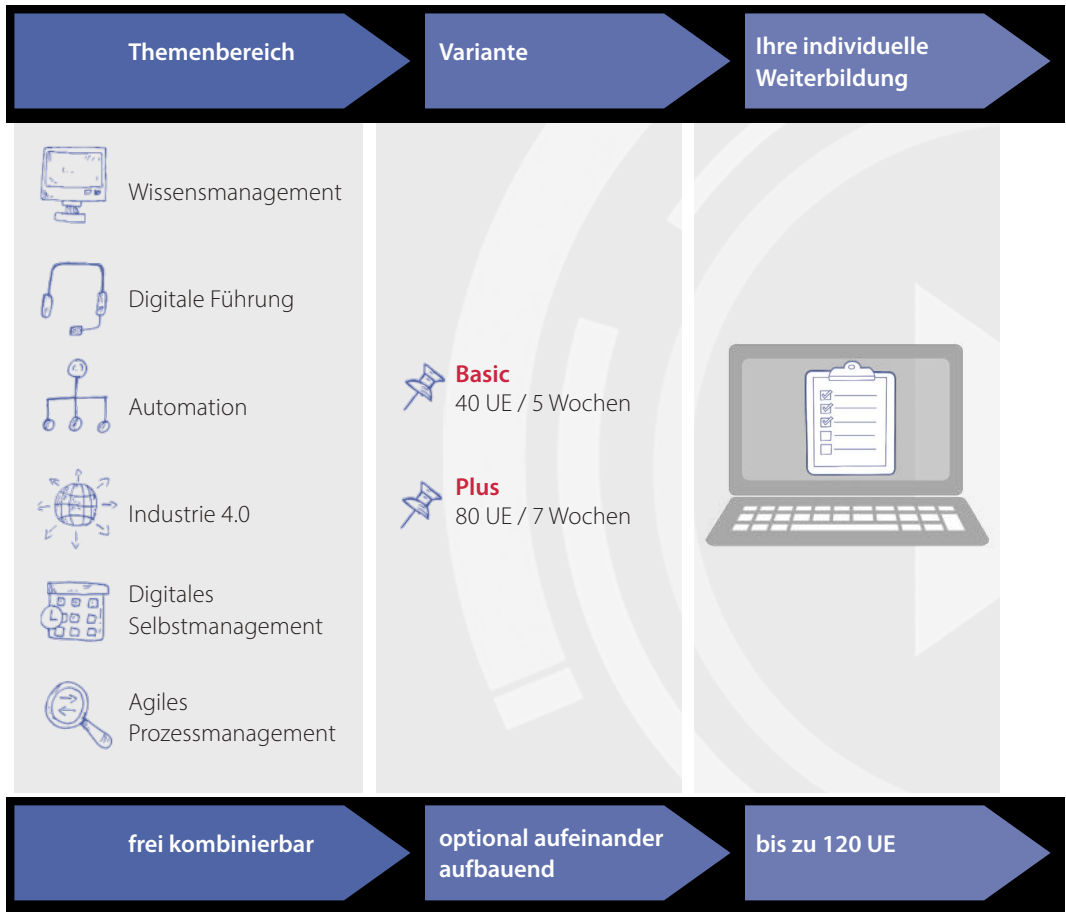 Themenbereich
Variante
Ihre individuelle
Weiterbildung
Wissensmanagement
Digitale Führung
Automation
Industrie 4.0
Digitales
Selbstmanagement
Agiles
Prozessmanagement
Basic
40 UE / 5 Wochen
Plus
80 UE / 7 Wochen
frei kombinierbar
optional aufeinander
aufbauend
bis zu 120 UE